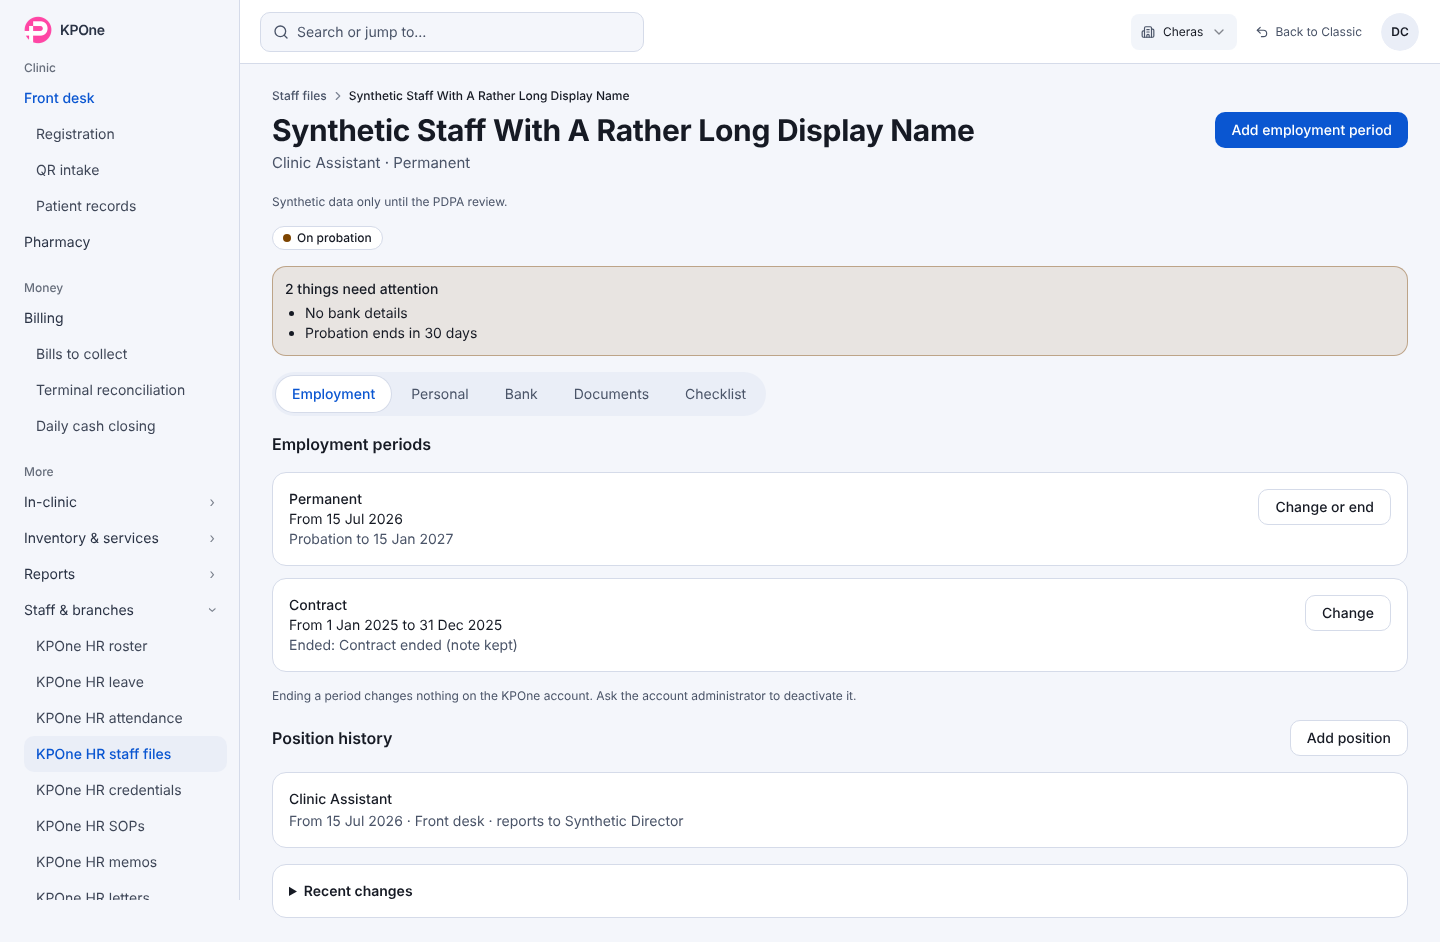 KPOne
Clinic
Front desk
Registration
QR intake
Patient records
Pharmacy
Money
Billing
Bills to collect
Terminal reconciliation
Daily cash closing
More
In-clinic
Inventory & services
Reports
Staff & branches
KPOne HR roster
KPOne HR leave
KPOne HR attendance
KPOne HR staff files
KPOne HR credentials
KPOne HR SOPs
KPOne HR memos
KPOne HR letters
Search or jump to...
Cheras
Back to Classic
DC
Staff files
Synthetic Staff With A Rather Long Display Name
Synthetic Staff With A Rather Long Display Name
Add employment period
Clinic Assistant · Permanent
Synthetic data only until the PDPA review.
On probation
2 things need attention
• No bank details
• Probation ends in 30 days
Employment Personal Bank Documents Checklist
Employment periods
Permanent
From 15 Jul 2026
Probation to 15 Jan 2027
Change or end
Contract
From 1 Jan 2025 to 31 Dec 2025
Ended: Contract ended (note kept)
Change
Ending a period changes nothing on the KPOne account. Ask the account administrator to deactivate it.
Position history
Add position
Clinic Assistant
From 15 Jul 2026 · Front desk · reports to Synthetic Director
Recent changes